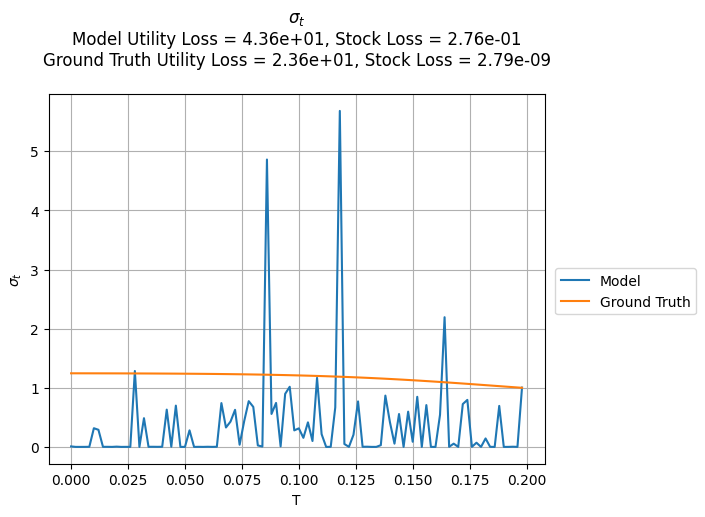 σt
Model Utility Loss = 4.36e+01, Stock Loss = 2.76e-01
Ground Truth Utility Loss = 2.36e+01, Stock Loss = 2.79e-09
5
4
3
2
1
0
σt
0.000 0.025 0.050 0.075 0.100 0.125 0.150 0.175 0.200
T
Model
Ground Truth